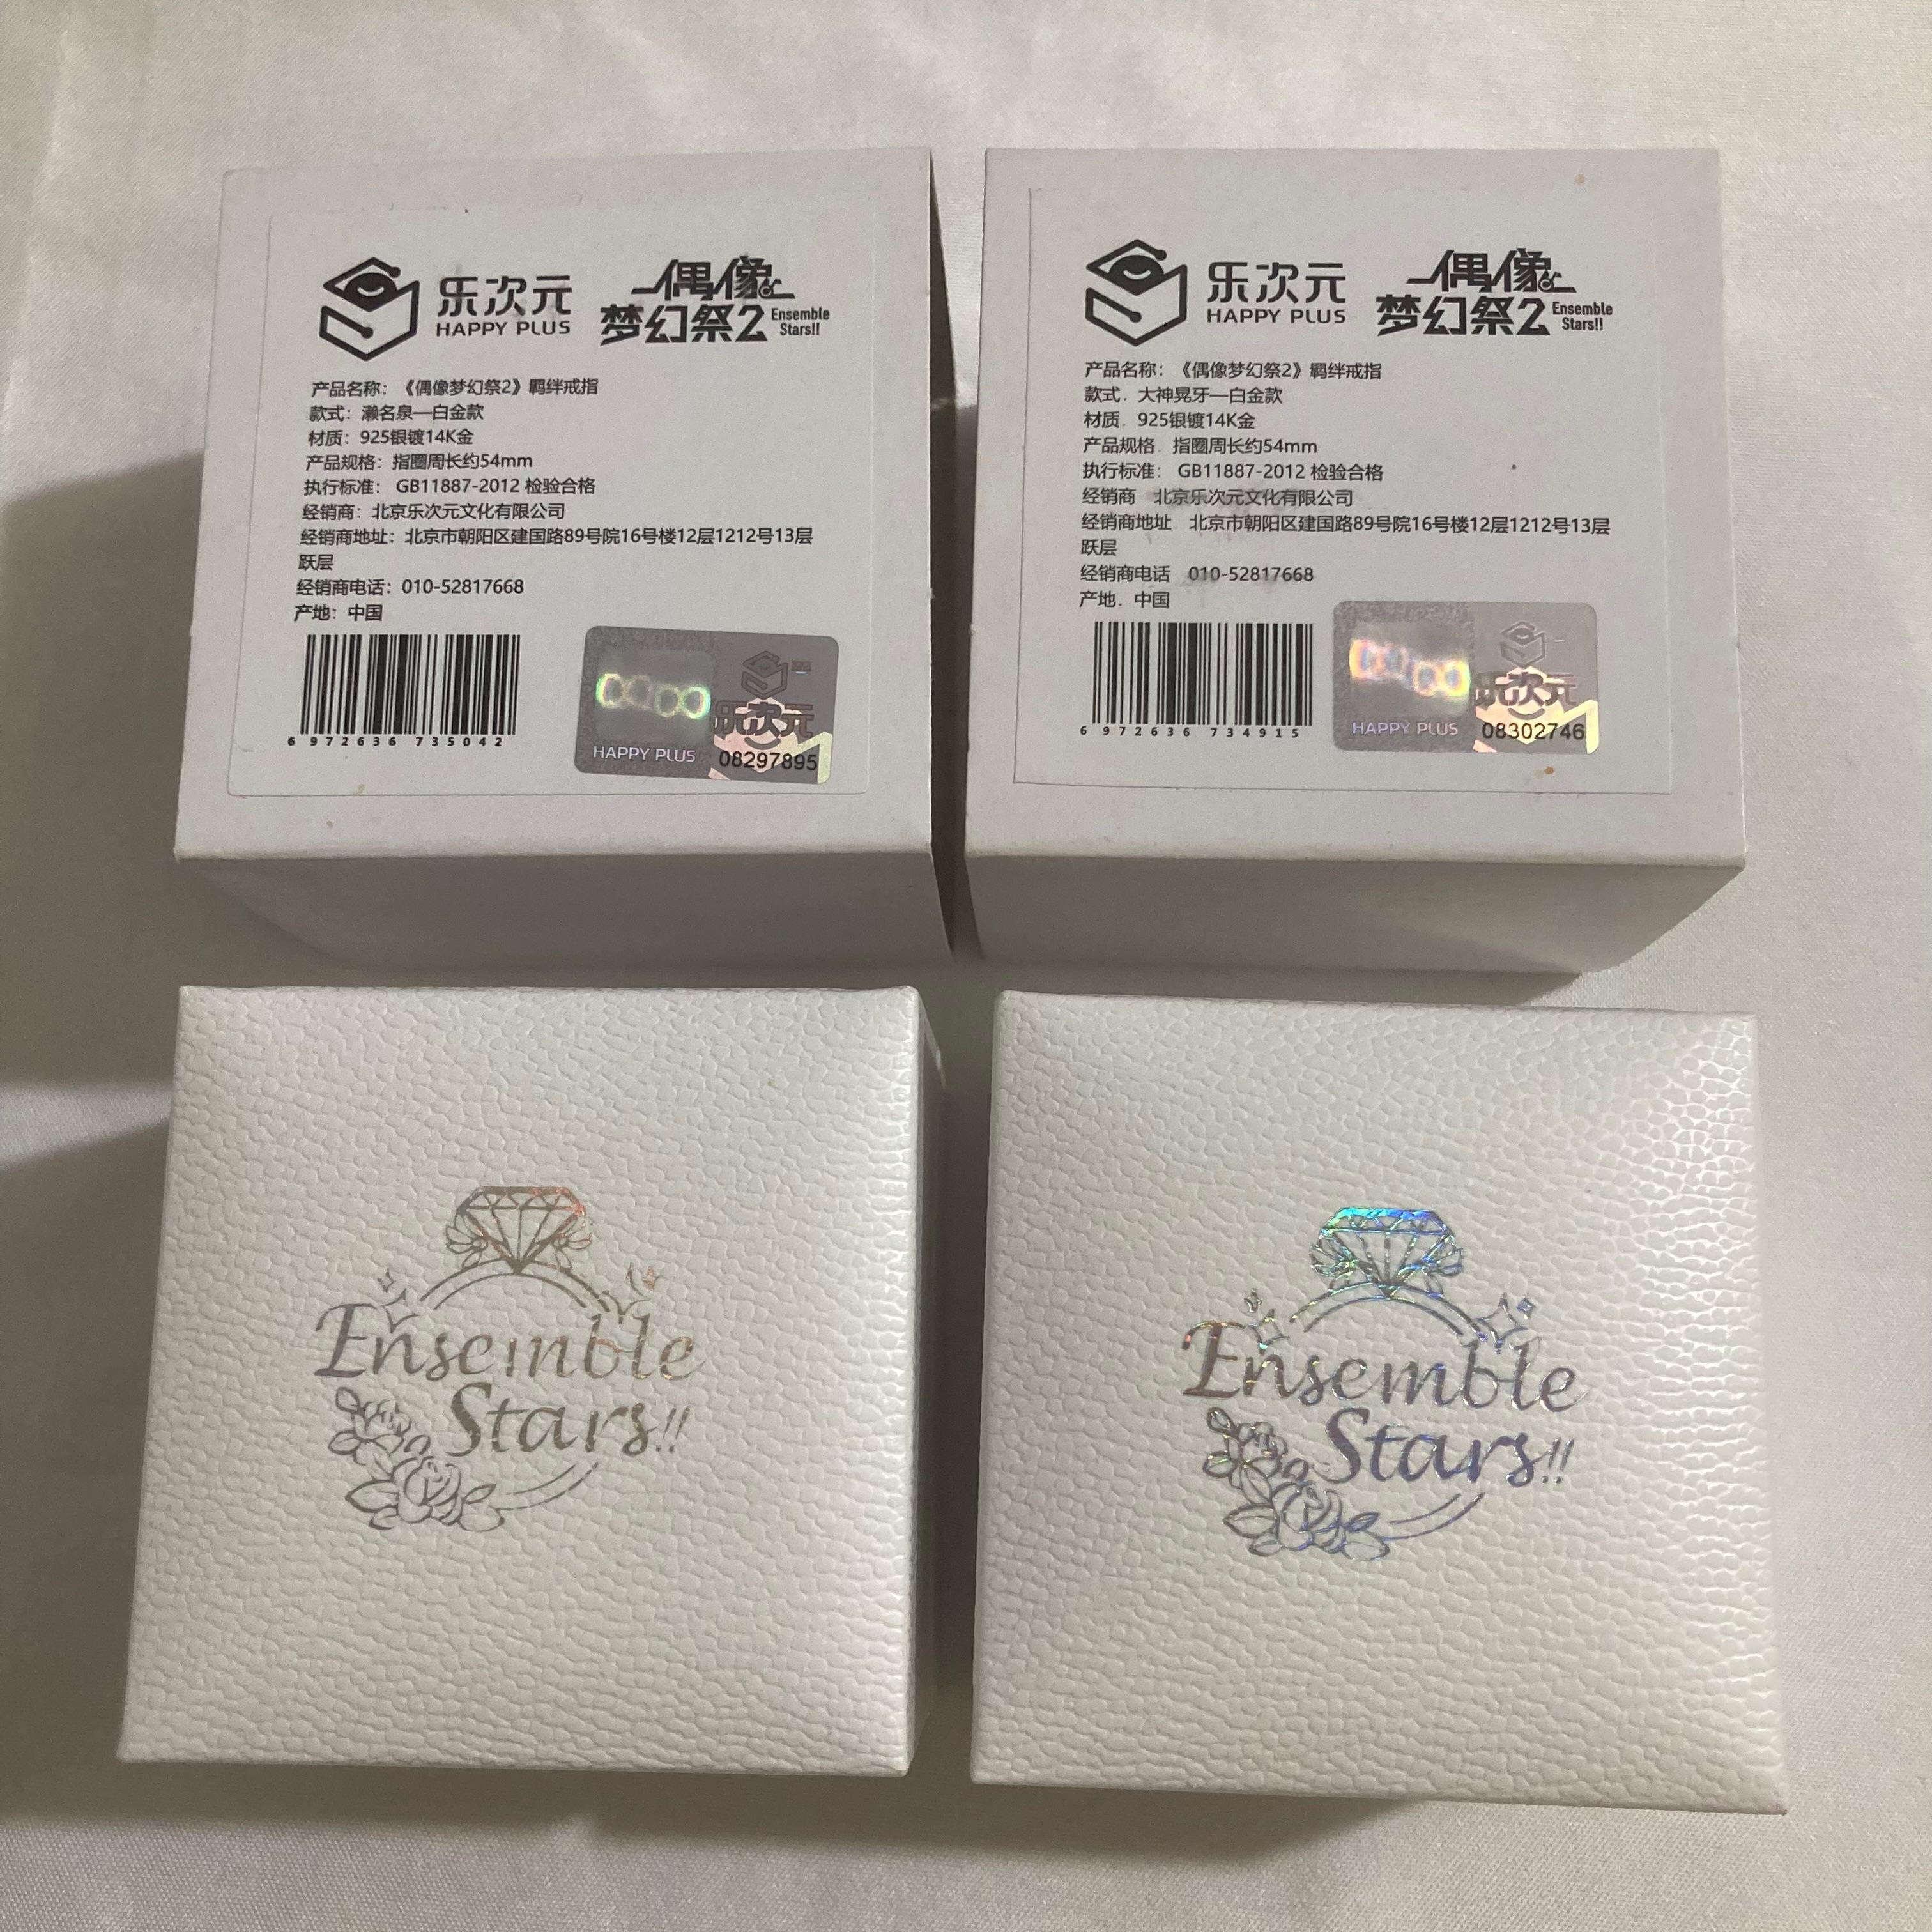 乐次元
HAPPY PLUS
偶像
梦幻祭2 Ensemble Stars!!
产品名称：《偶像梦幻祭2》羁绊戒指
款式：濑名泉—白金款
材质：925银镀14K金
产品规格：指圈周长约54mm
执行标准： GB11887-2012 检验合格
经销商：北京乐次元文化有限公司
经销商地址：北京市朝阳区建国路89号院16号楼12层1212号13层
跃层
经销商电话：010-52817668
产地：中国
6 972636 735042
乐次元
HAPPY PLUS
08297895
乐次元
HAPPY PLUS
偶像
梦幻祭2 Ensemble Stars!!
产品名称：《偶像梦幻祭2》羁绊戒指
款式．大神晃牙—白金款
材质．925银镀14K金
产品规格 指圈周长约54mm
执行标准： GB11887-2012 检验合格
经销商 北京乐次元文化有限公司
经销商地址 北京市朝阳区建国路89号院16号楼12层1212号13层
跃层
经销商电话 010-52817668
产地．中国
6 972636 734915
乐次元
HAPPY PLUS
08302746
Ensemble
Stars!!
Ensemble
Stars!!